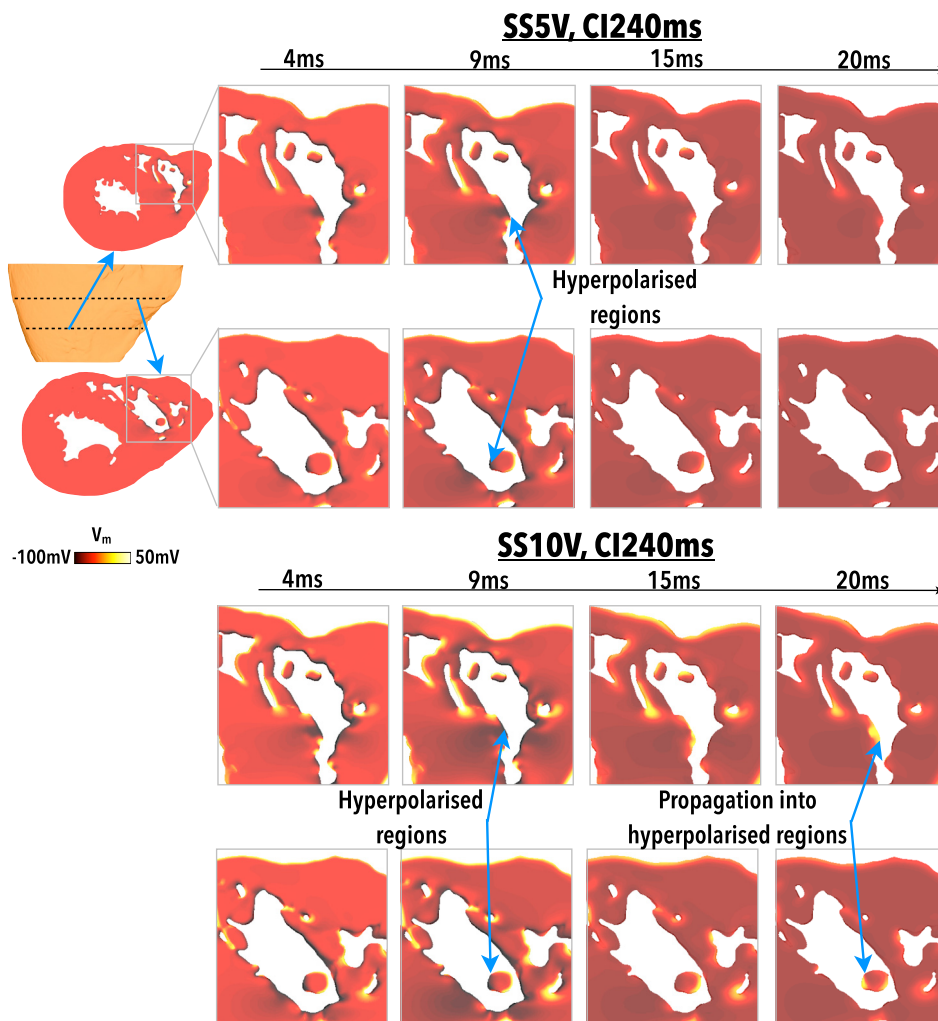 SS5V, CI240ms
4ms 9ms 15ms 20ms
Hyperpolarised
regions
Vm
-100mV 50mV
SS10V, CI240ms
4ms 9ms 15ms 20ms
Hyperpolarised
regions
Propagation into
hyperpolarised regions